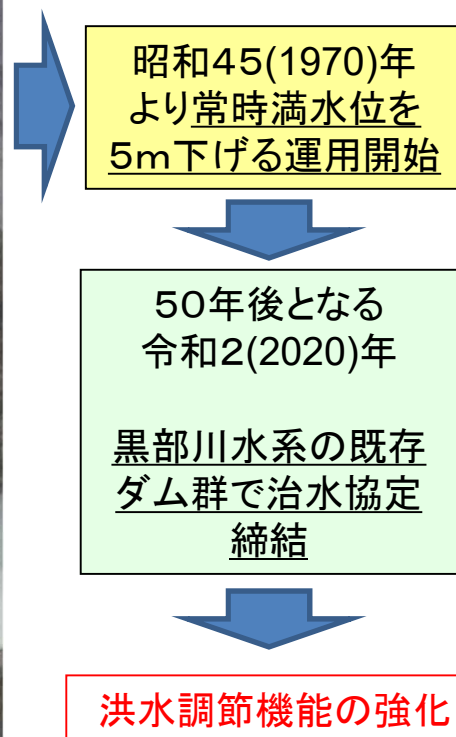 昭和４５(1970)年
より常時満水位を
５ｍ下げる運用開始
５０年後となる
令和２(2020)年
黒部川水系の既存
ダム群で治水協定
締結
洪水調節機能の強化